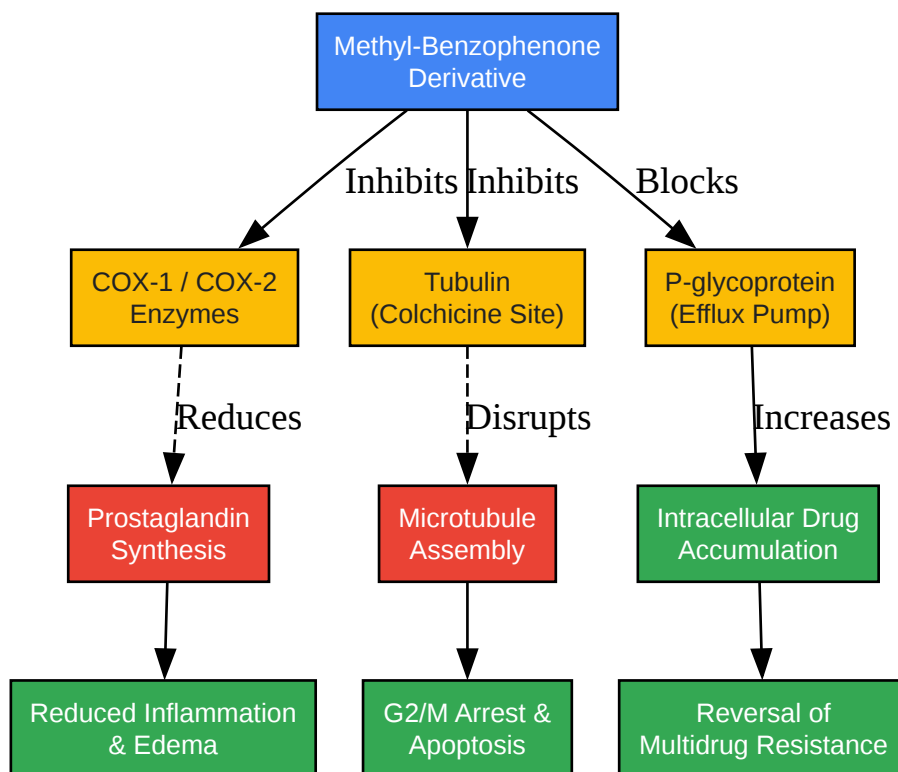 Methyl-Benzophenone
Derivative
Inhibits
Inhibits
Blocks
COX-1 / COX-2
Enzymes
Tubulin
(Colchicine Site)
P-glycoprotein
(Efflux Pump)
Reduces
Disrupts
Increases
Prostaglandin
Synthesis
Microtubule
Assembly
Intracellular Drug
Accumulation
Reduced Inflammation
& Edema
G2/M Arrest &
Apoptosis
Reversal of
Multidrug Resistance